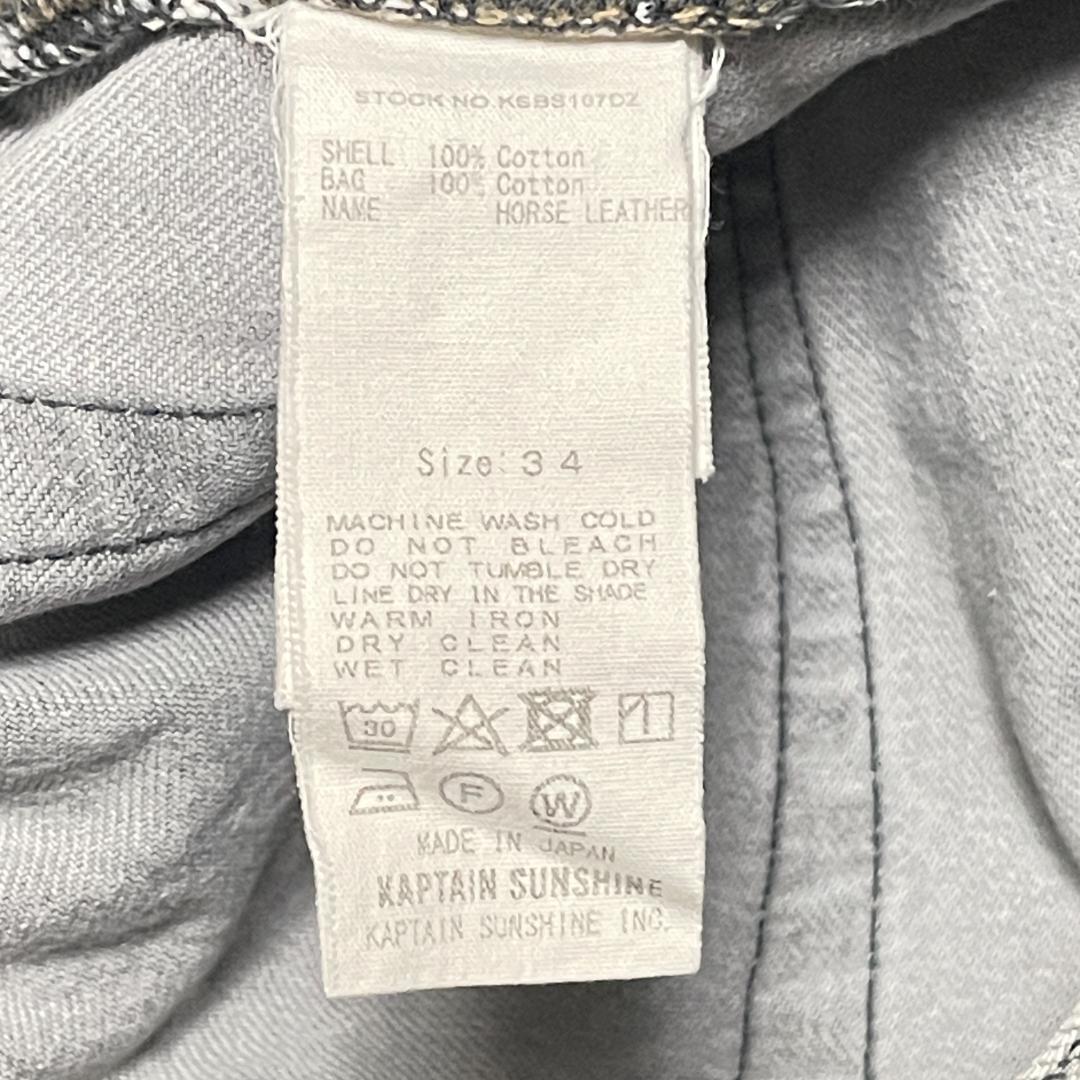 STOCK NO. KSBS107DZ
SHELL 100% Cotton
BAG 100% Cotton
NAME HORSE LEATHER
Size: 34
MACHINE WASH COLD
DO NOT BLEACH
DO NOT TUMBLE DRY
LINE DRY IN THE SHADE
WARM IRON
DRY CLEAN
WET CLEAN
30
F W
MADE IN JAPAN
KAPTAIN SUNSHINE
KAPTAIN SUNSHINE INC.